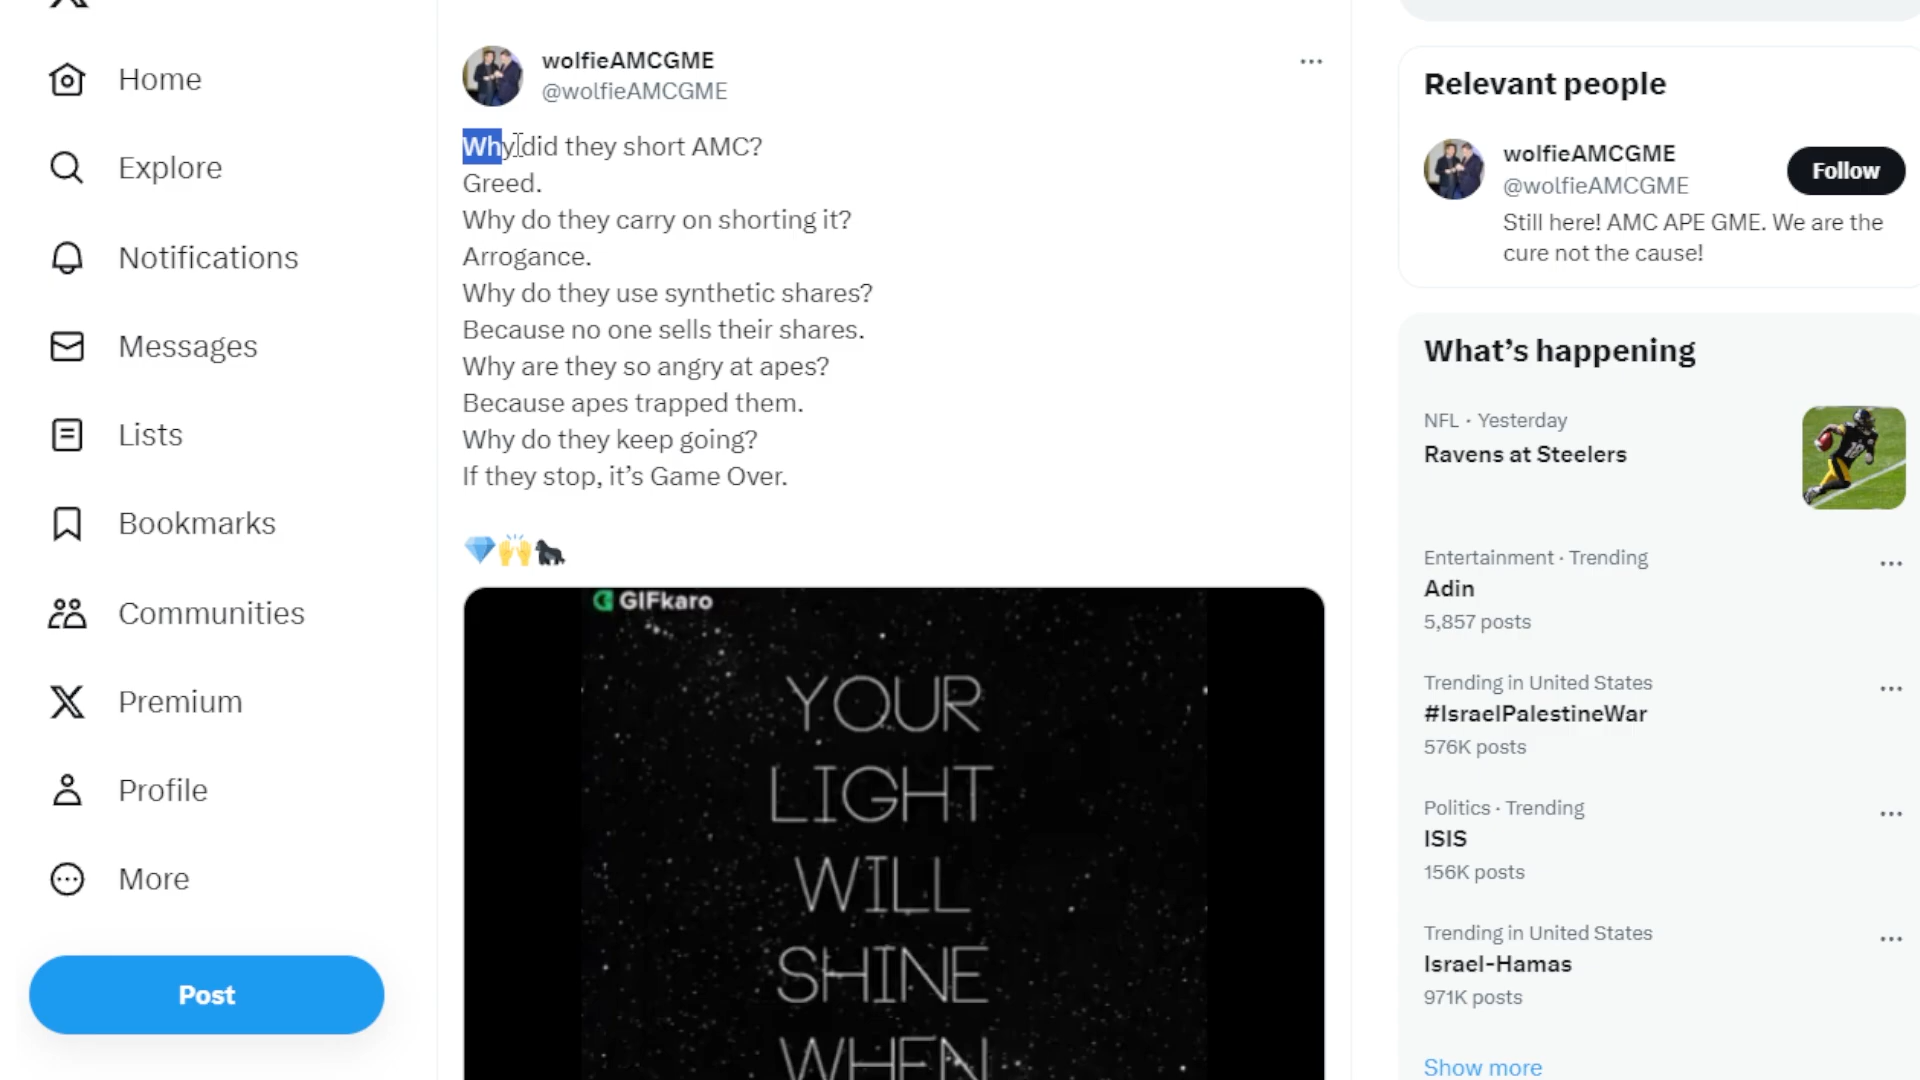 Home
Explore
Notifications
Messages
Lists
Bookmarks
Communities
Premium
Profile
More
Post
wolfieAMCGME
@wolfieAMCGME
Why did they short AMC?
Greed.
Why do they carry on shorting it?
Arrogance.
Why do they use synthetic shares?
Because no one sells their shares.
Why are they so angry at apes?
Because apes trapped them.
Why do they keep going?
If they stop, it’s Game Over.
💎🙌🦍
GIFkaro
YOUR
LIGHT
WILL
SHINE
WHEN
Relevant people
wolfieAMCGME
@wolfieAMCGME
Follow
Still here! AMC APE GME. We are the
cure not the cause!
What’s happening
NFL · Yesterday
Ravens at Steelers
Entertainment · Trending
Adin
5,857 posts
Trending in United States
#IsraelPalestineWar
576K posts
Politics · Trending
ISIS
156K posts
Trending in United States
Israel-Hamas
971K posts
Show more